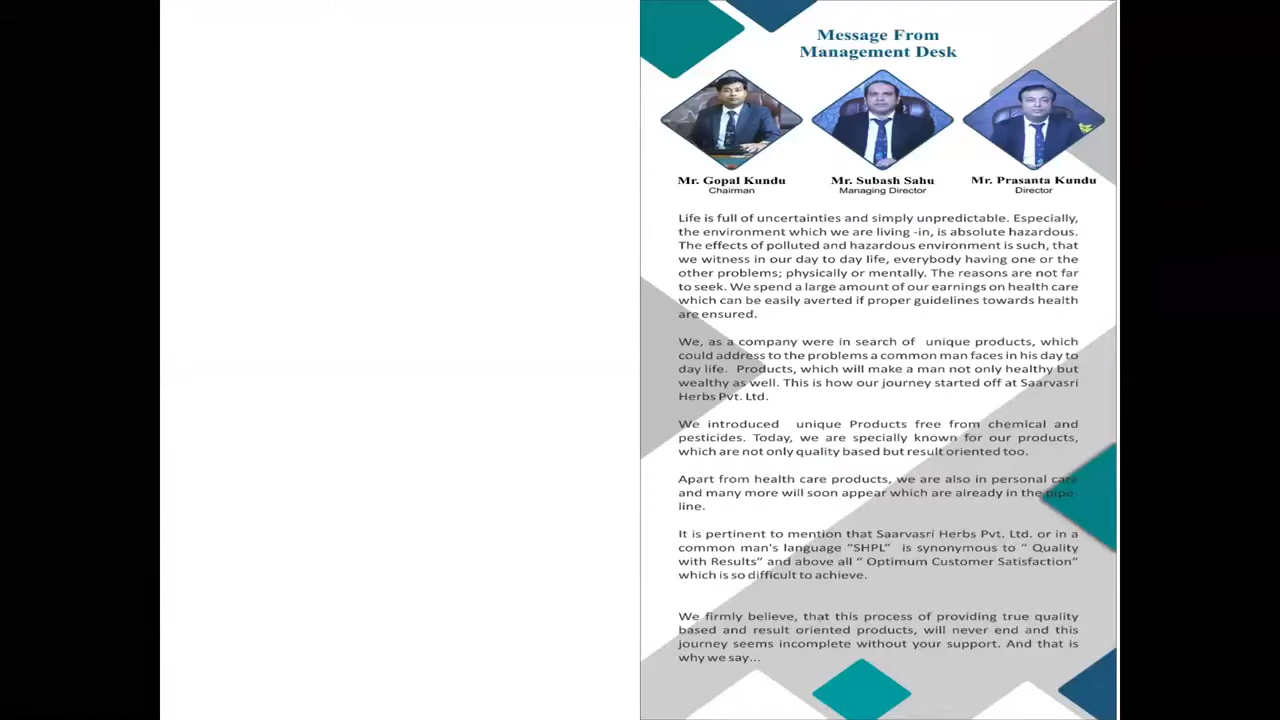 Message From
Management Desk
Mr. Gopal Kundu
Chairman
Mr. Subash Sahu
Managing Director
Mr. Prasanta Kundu
Director
Life is full of uncertainties and simply unpredictable. Especially,
the environment which we are living -in, is absolute hazardous.
The effects of polluted and hazardous environment is such, that
we witness in our day to day life, everybody having one or the
other problems; physically or mentally. The reasons are not far
to seek. We spend a large amount of our earnings on health care
which can be easily averted if proper guidelines towards health
are ensured.
We, as a company were in search of unique products, which
could address to the problems a common man faces in his day to
day life. Products, which will make a man not only healthy but
wealthy as well. This is how our journey started off at Saarvasri
Herbs Pvt. Ltd.
We introduced unique Products free from chemical and
pesticides. Today, we are specially known for our products,
which are not only quality based but result oriented too.
Apart from health care products, we are also in personal care
and many more will soon appear which are already in the pipe-
line.
It is pertinent to mention that Saarvasri Herbs Pvt. Ltd. or in a
common man's language "SHPL" is synonymous to " Quality
with Results" and above all " Optimum Customer Satisfaction"
which is so difficult to achieve.
We firmly believe, that this process of providing true quality
based and result oriented products, will never end and this
journey seems incomplete without your support. And that is
why we say...